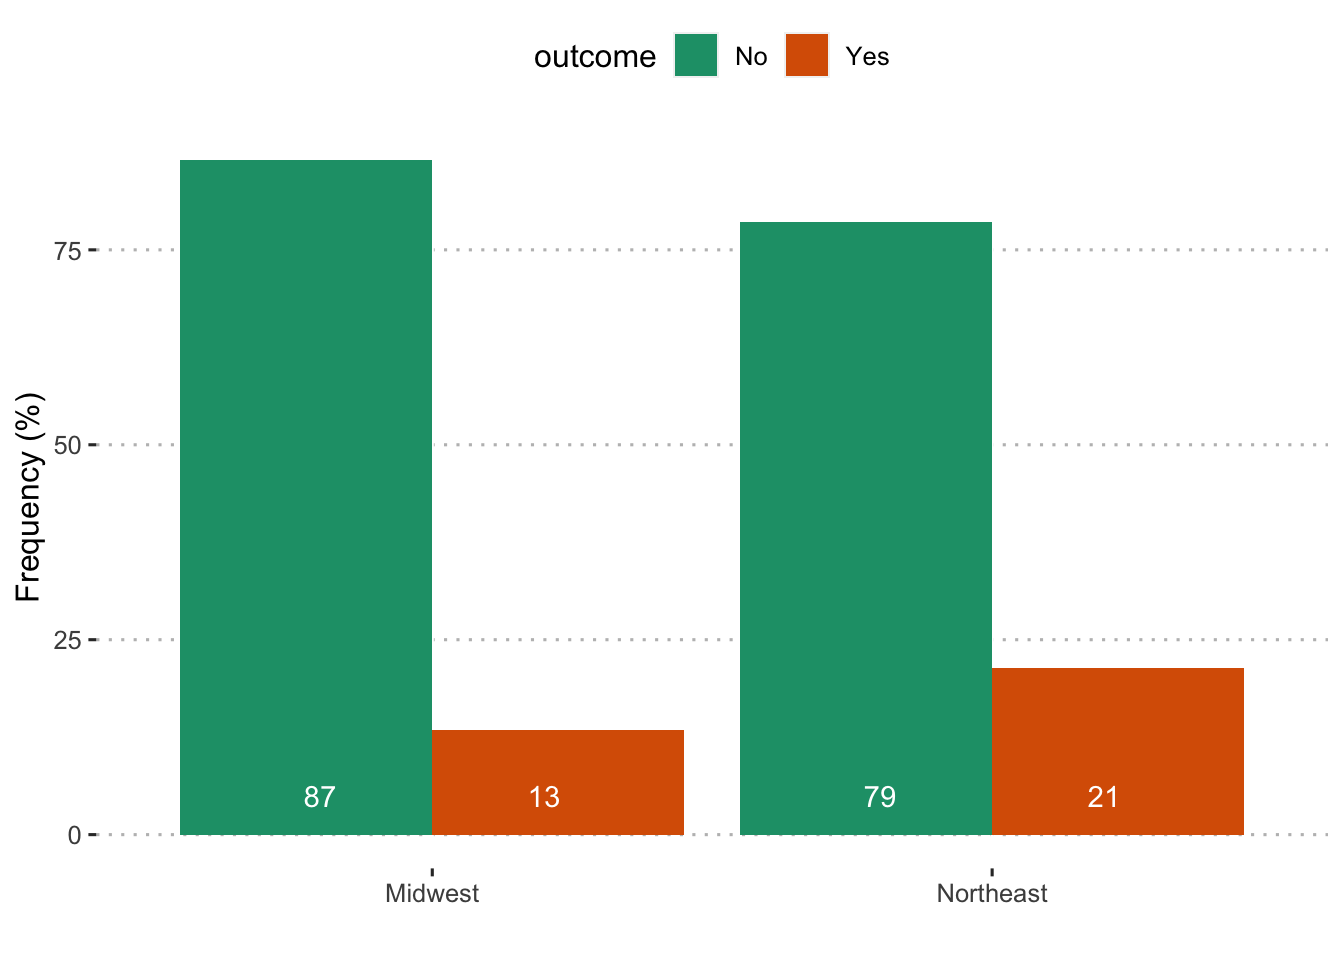 outcome No Yes
Frequency (%)
75
50
25
0
87 13 79 21
Midwest Northeast